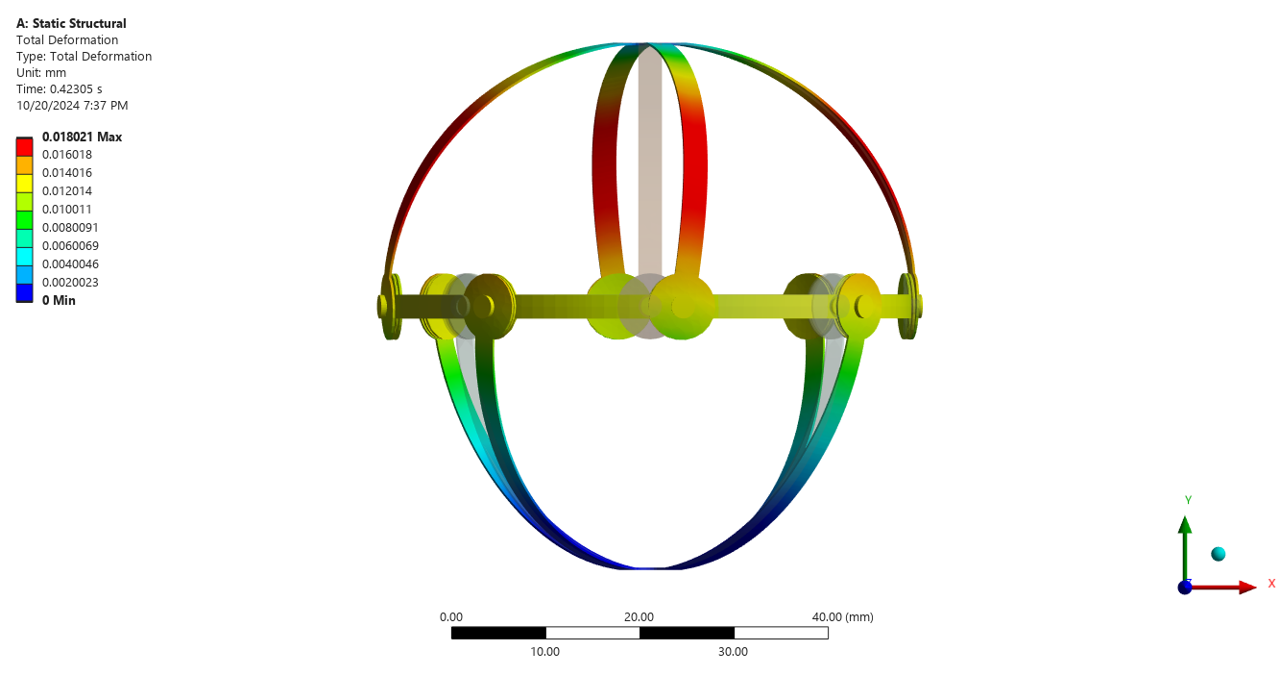 A: Static Structural
Total Deformation
Type: Total Deformation
Unit: mm
Time: 0.42305 s
10/20/2024 7:37 PM
0.018021 Max
0.016018
0.014016
0.012014
0.010011
0.0080091
0.0060069
0.0040046
0.0020023
0 Min
Y
X
Z
0.00 20.00 40.00 (mm)
10.00 30.00